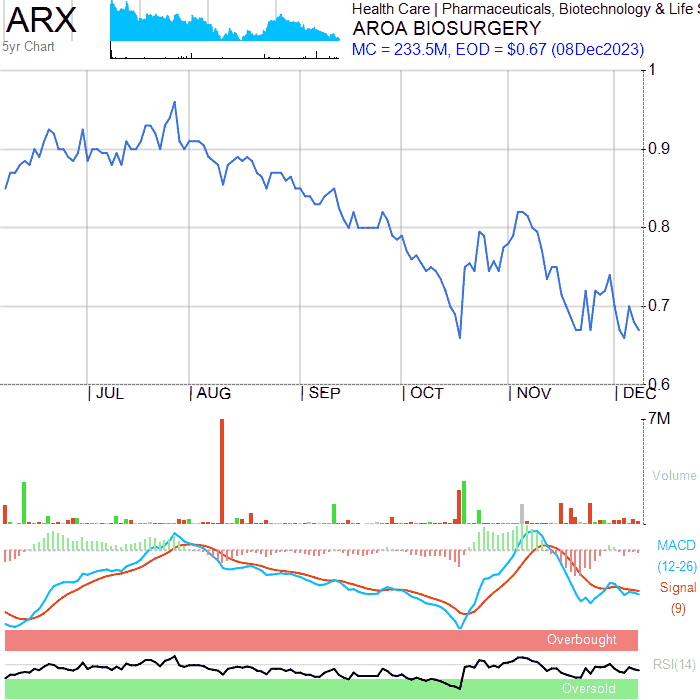 ARX
5yr Chart
Health Care | Pharmaceuticals, Biotechnology & Life S
AROA BIOSURGERY
MC = 233.5M, EOD = $0.67 (08Dec2023)
1
0.9
0.8
0.7
0.6
JUL AUG SEP OCT NOV DEC
7M
Volume
MACD
(12-26)
Signal
(9)
Overbought
RSI(14)
Oversold